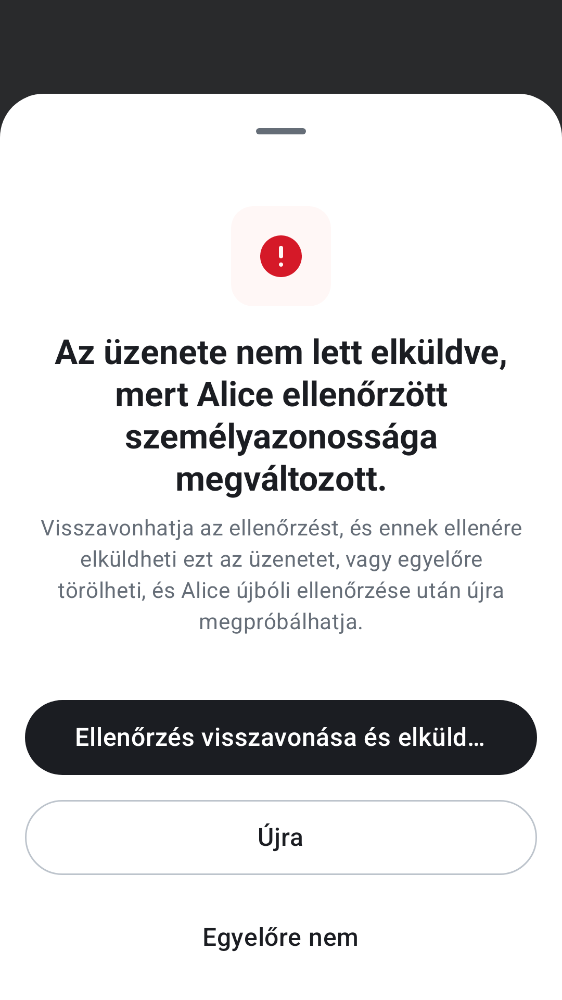 Az üzenete nem lett elküldve,
mert Alice ellenőrzött
személyazonossága
megváltozott.
Visszavonhatja az ellenőrzést, és ennek ellenére
elküldheti ezt az üzenetet, vagy egyelőre
törölheti, és Alice újbóli ellenőrzése után újra
megpróbálhatja.
Ellenőrzés visszavonása és elküld…
Újra
Egyelőre nem